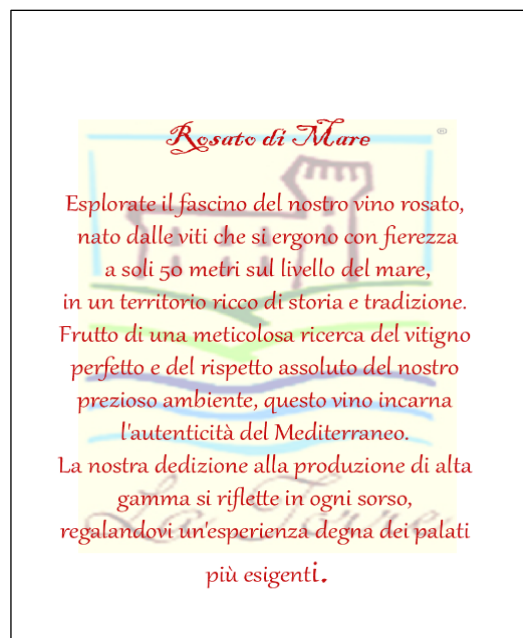 Rosato di Mare
®
Esplorate il fascino del nostro vino rosato,
nato dalle viti che si ergono con fierezza
a soli 50 metri sul livello del mare,
in un territorio ricco di storia e tradizione.
Frutto di una meticolosa ricerca del vitigno
perfetto e del rispetto assoluto del nostro
prezioso ambiente, questo vino incarna
l'autenticità del Mediterraneo.
La nostra dedizione alla produzione di alta
gamma si riflette in ogni sorso,
La Torre
regalandovi un'esperienza degna dei palati
più esigenti.